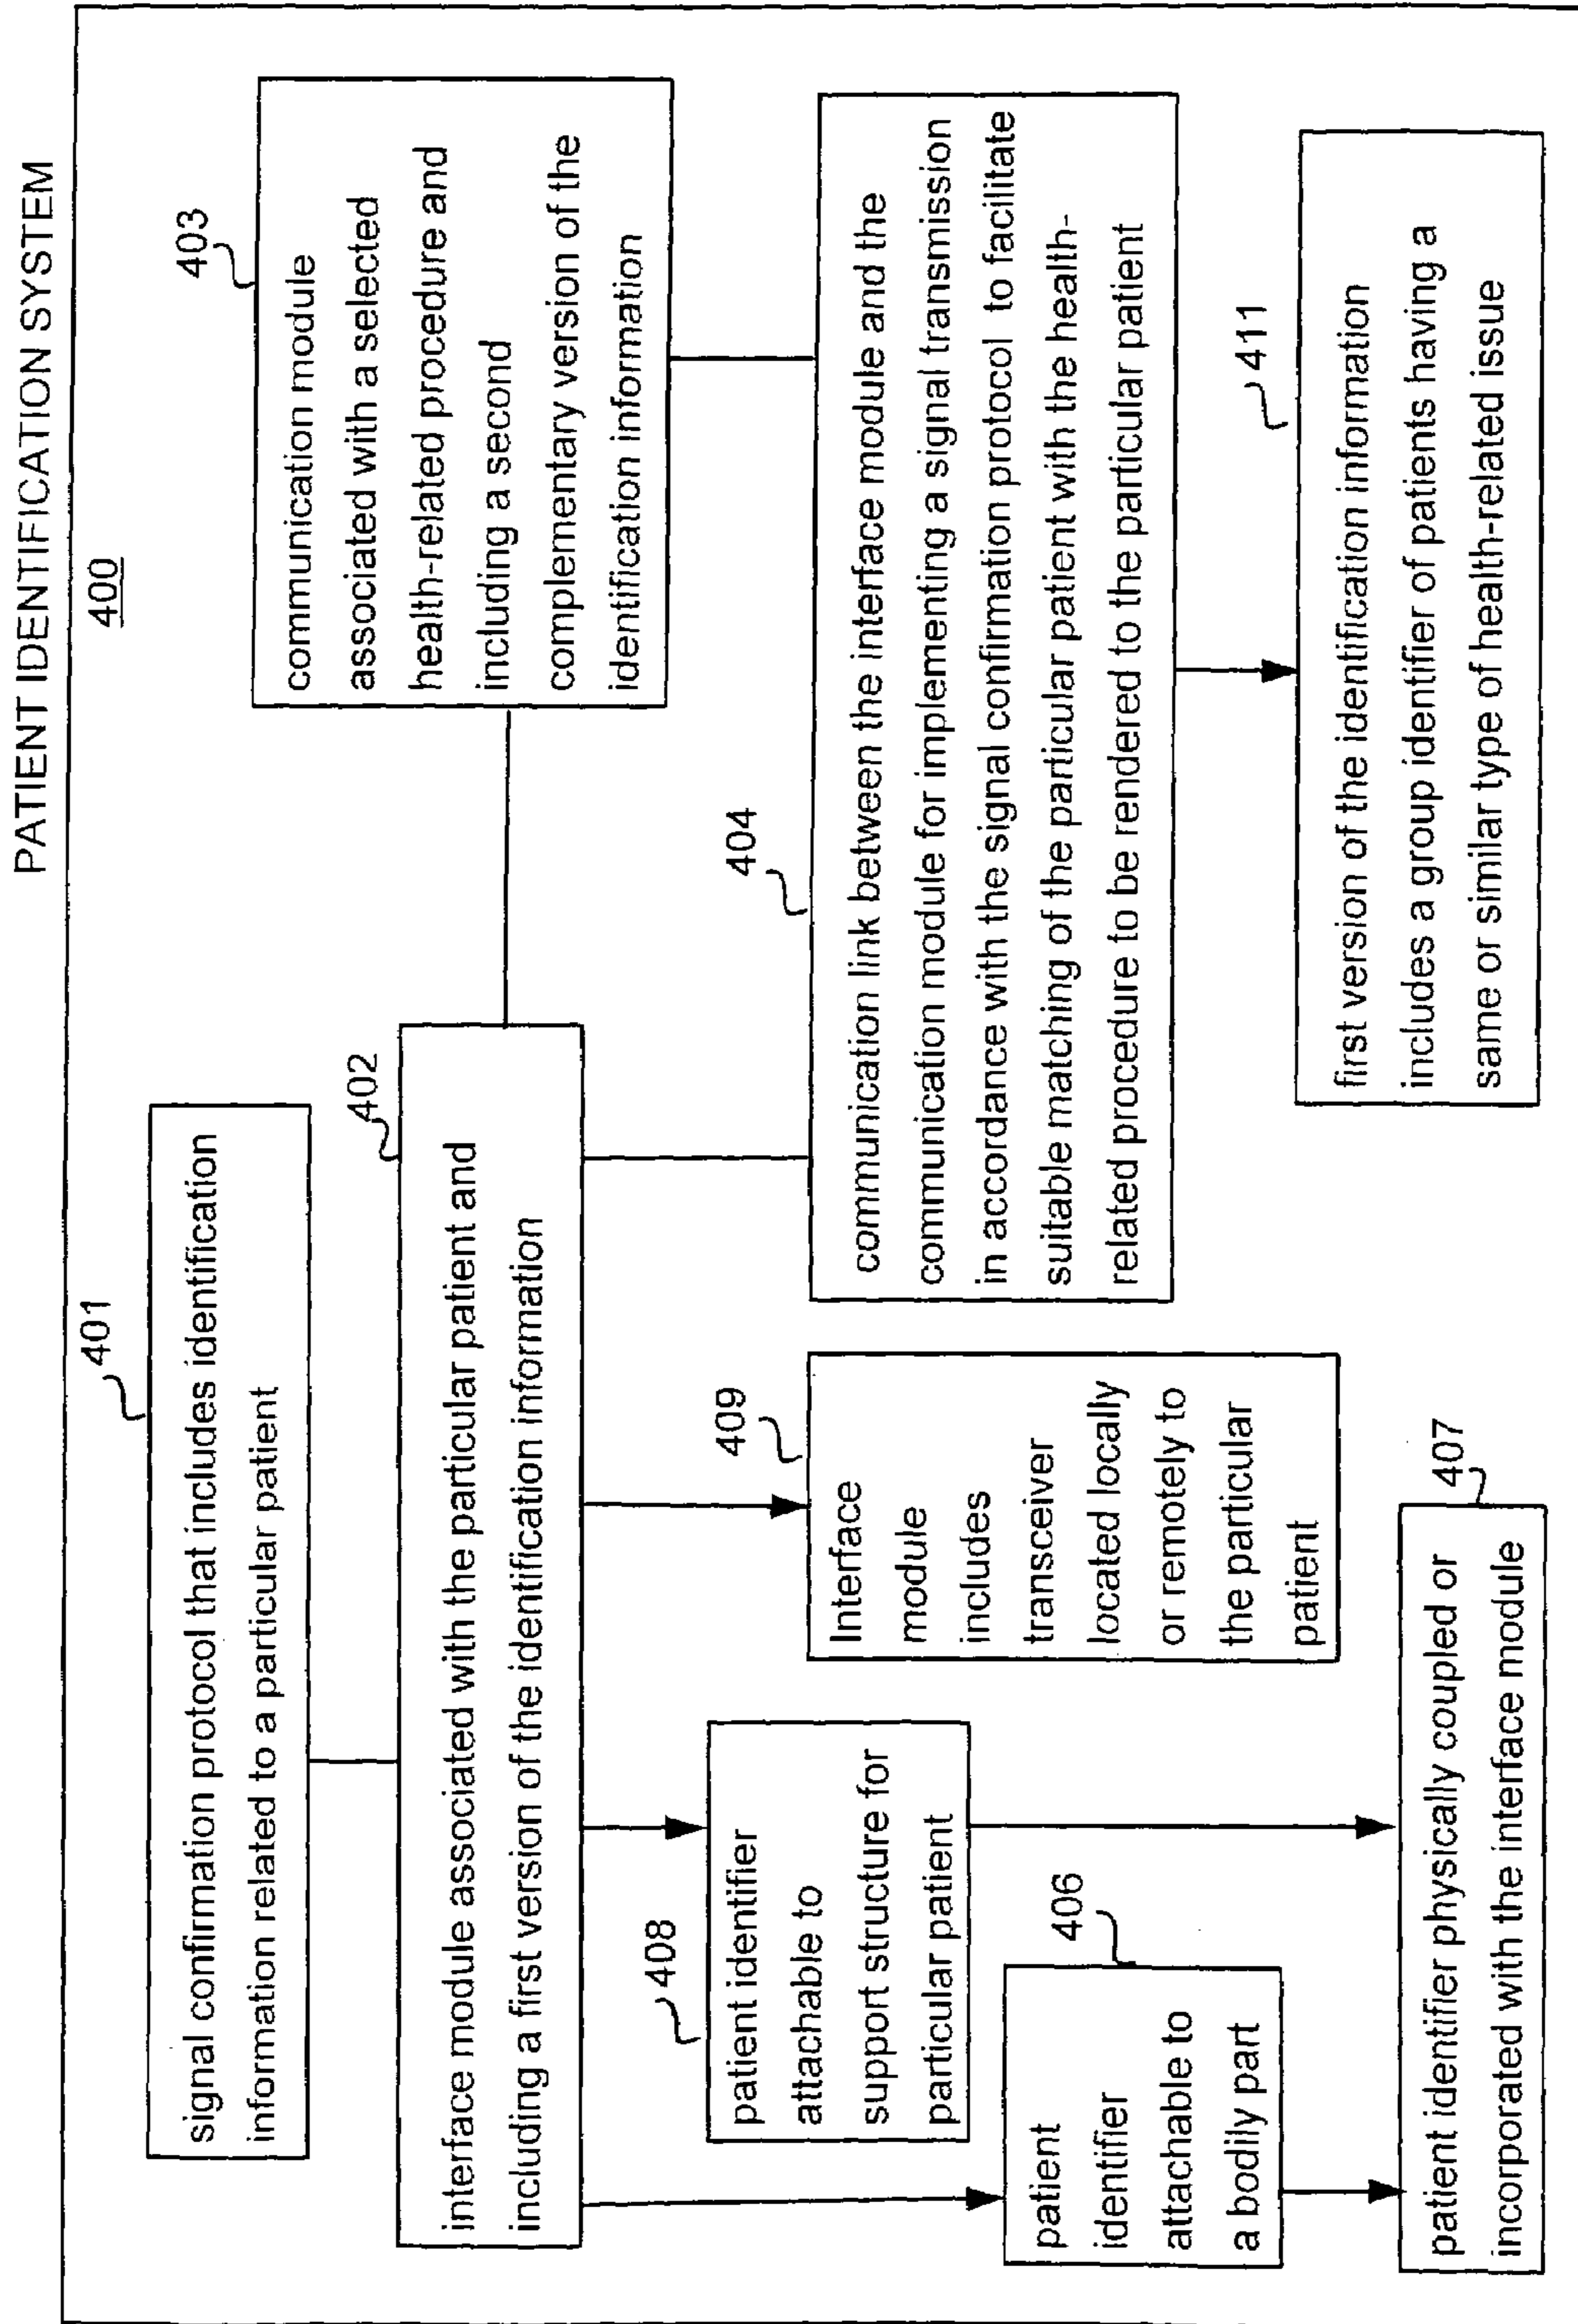 PATIENT IDENTIFICATION SYSTEM
400
401
signal confirmation protocol that includes identification
information related to a particular patient
402
interface module associated with the particular patient and
including a first version of the identification information
403
communication module
associated with a selected
health-related procedure and
including a second
complementary version of the
identification information
404
communication link between the interface module and the
communication module for implementing a signal transmission
in accordance with the signal confirmation protocol to facilitate
suitable matching of the particular patient with the health-
related procedure to be rendered to the particular patient
408
patient identifier
attachable to
support structure for
particular patient
409
Interface
module
includes
transceiver
located locally
or remotely to
the particular
patient
406
patient
identifier
attachable to
a bodily part
407
patient identifier physically coupled or
incorporated with the interface module
411
first version of the identification information
includes a group identifier of patients having a
same or similar type of health-related issue